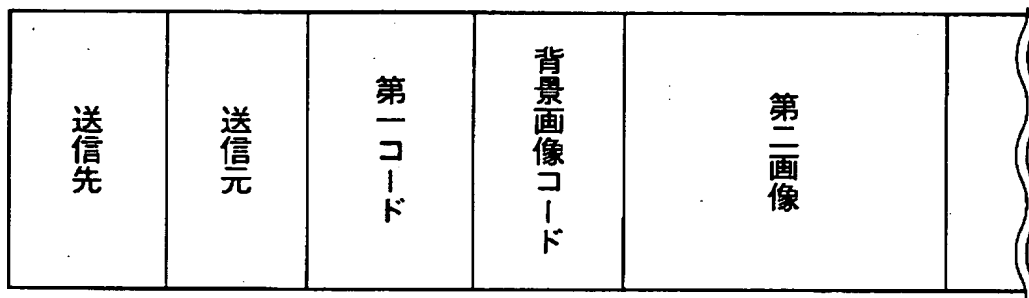 送信先
送信元
第一コード
背景画像コード
第二画像